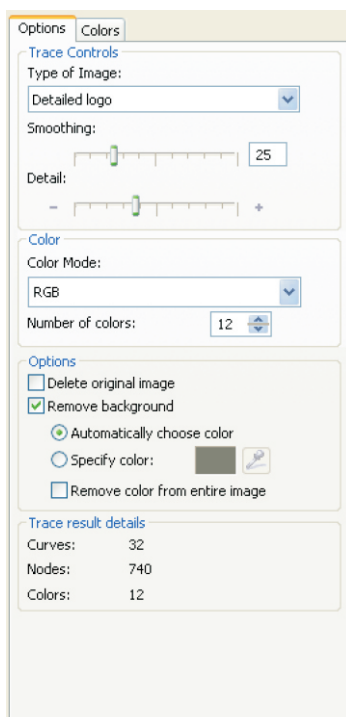 Options Colors
Trace Controls
Type of Image:
Detailed logo
Smoothing:
25
Detail:
- +
Color
Color Mode:
RGB
Number of colors: 12
Options
Delete original image
Remove background
Automatically choose color
Specify color:
Remove color from entire image
Trace result details
Curves: 32
Nodes: 740
Colors: 12